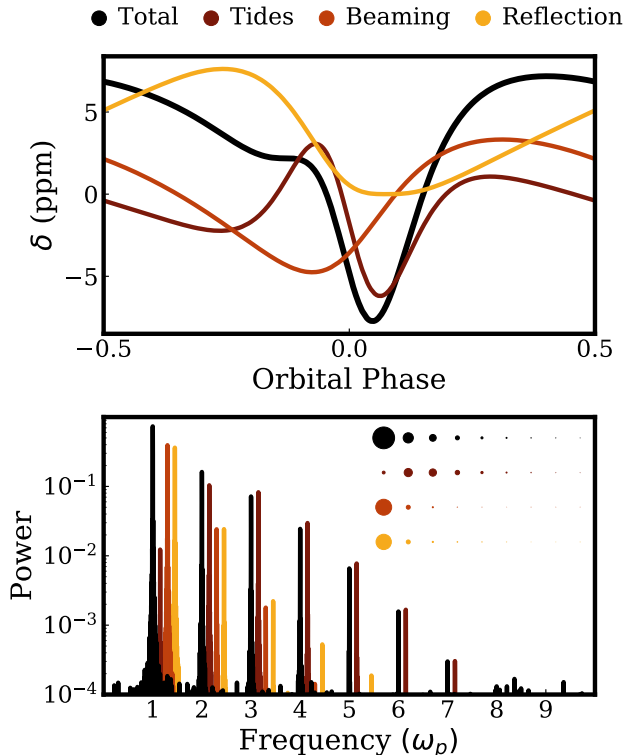 Total Tides Beaming Reflection
5
0
−5
δ (ppm)
−0.5 0.0 0.5
Orbital Phase
10⁻¹
10⁻²
10⁻³
10⁻⁴
Power
1 2 3 4 5 6 7 8 9
Frequency (ωₚ)